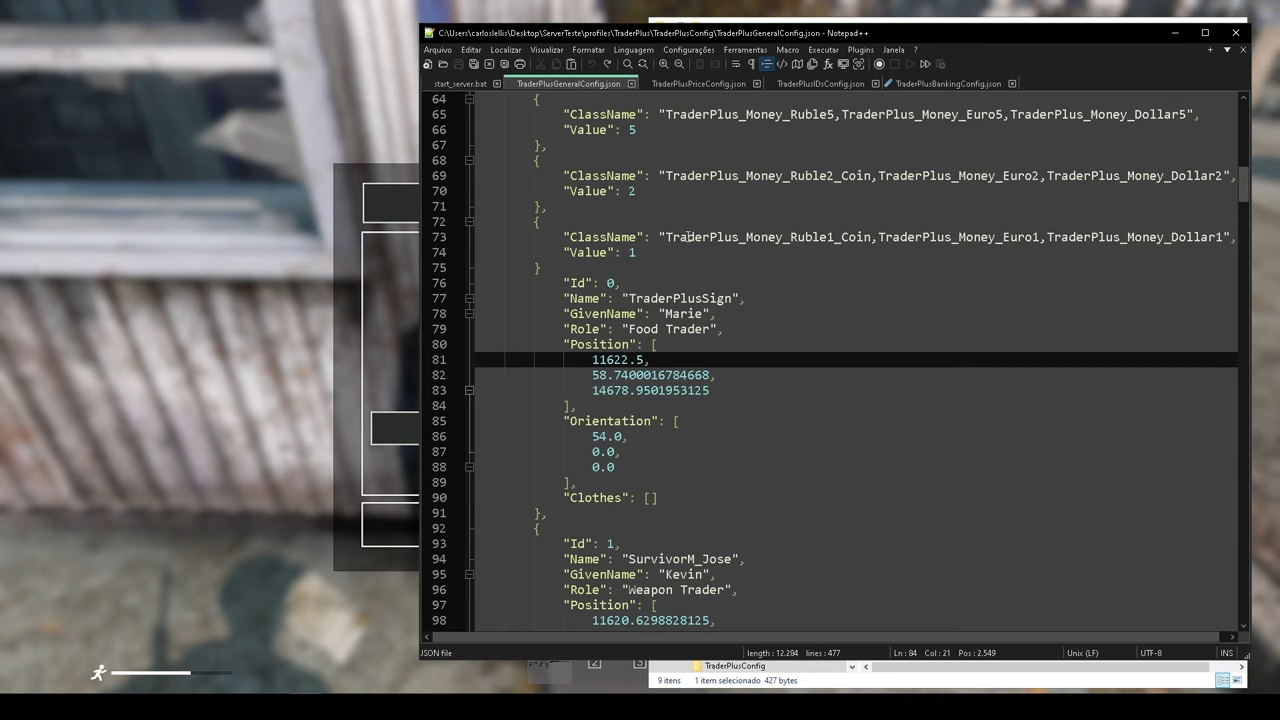 C:\Users\carloslellis\Desktop\ServerTeste\profiles\TraderPlus\TraderPlusConfig\TraderPlusGeneralConfig.json - Notepad++
Arquivo Editar Localizar Visualizar Formatar Linguagem Configurações Ferramentas Macro Executar Plugins Janela ?
start_server.bat TraderPlusGeneralConfig.json TraderPlusPriceConfig.json TraderPlusIDsConfig.json TraderPlusBankingConfig.json
64 {
65 "ClassName": "TraderPlus_Money_Ruble5,TraderPlus_Money_Euro5,TraderPlus_Money_Dollar5",
66 "Value": 5
67 },
68 {
69 "ClassName": "TraderPlus_Money_Ruble2_Coin,TraderPlus_Money_Euro2,TraderPlus_Money_Dollar2",
70 "Value": 2
71 },
72 {
73 "ClassName": "TraderPlus_Money_Ruble1_Coin,TraderPlus_Money_Euro1,TraderPlus_Money_Dollar1",
74 "Value": 1
75 }
76 "Id": 0,
77 "Name": "TraderPlusSign",
78 "GivenName": "Marie",
79 "Role": "Food Trader",
80 "Position": [
81 11622.5,
82 58.7400016784668,
83 14678.9501953125
84 ],
85 "Orientation": [
86 54.0,
87 0.0,
88 0.0
89 ],
90 "Clothes": []
91 },
92 {
93 "Id": 1,
94 "Name": "SurvivorM_Jose",
95 "GivenName": "Kevin",
96 "Role": "Weapon Trader",
97 "Position": [
98 11620.6298828125,
JSON file length : 12.284 lines : 477 Ln : 84 Col : 21 Pos : 2.549 Unix (LF) UTF-8 INS
2 3 TraderPlusConfig
9 itens 1 item selecionado 427 bytes